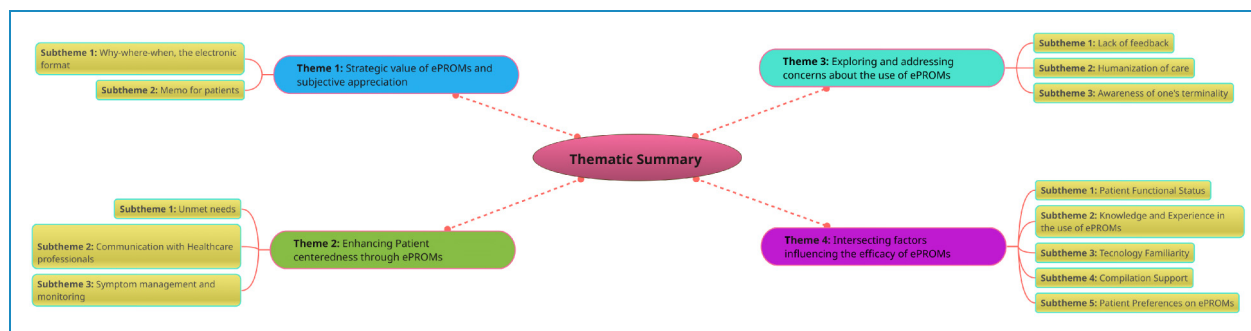 Thematic Summary
Theme 1: Strategic value of ePROMs and
subjective appreciation
Subtheme 1: Why-where-when, the electronic
format
Subtheme 2: Memo for patients
Theme 2: Enhancing Patient
centeredness through ePROMs
Subtheme 1: Unmet needs
Subtheme 2: Communication with Healthcare
professionals
Subtheme 3: Symptom management and
monitoring
Theme 3: Exploring and addressing
concerns about the use of ePROMs
Subtheme 1: Lack of feedback
Subtheme 2: Humanization of care
Subtheme 3: Awareness of one's terminality
Theme 4: Intersecting factors
influencing the efficacy of ePROMs
Subtheme 1: Patient Functional Status
Subtheme 2: Knowledge and Experience in
the use of ePROMs
Subtheme 3: Tecnology Familiarity
Subtheme 4: Compilation Support
Subtheme 5: Patient Preferences on ePROMs